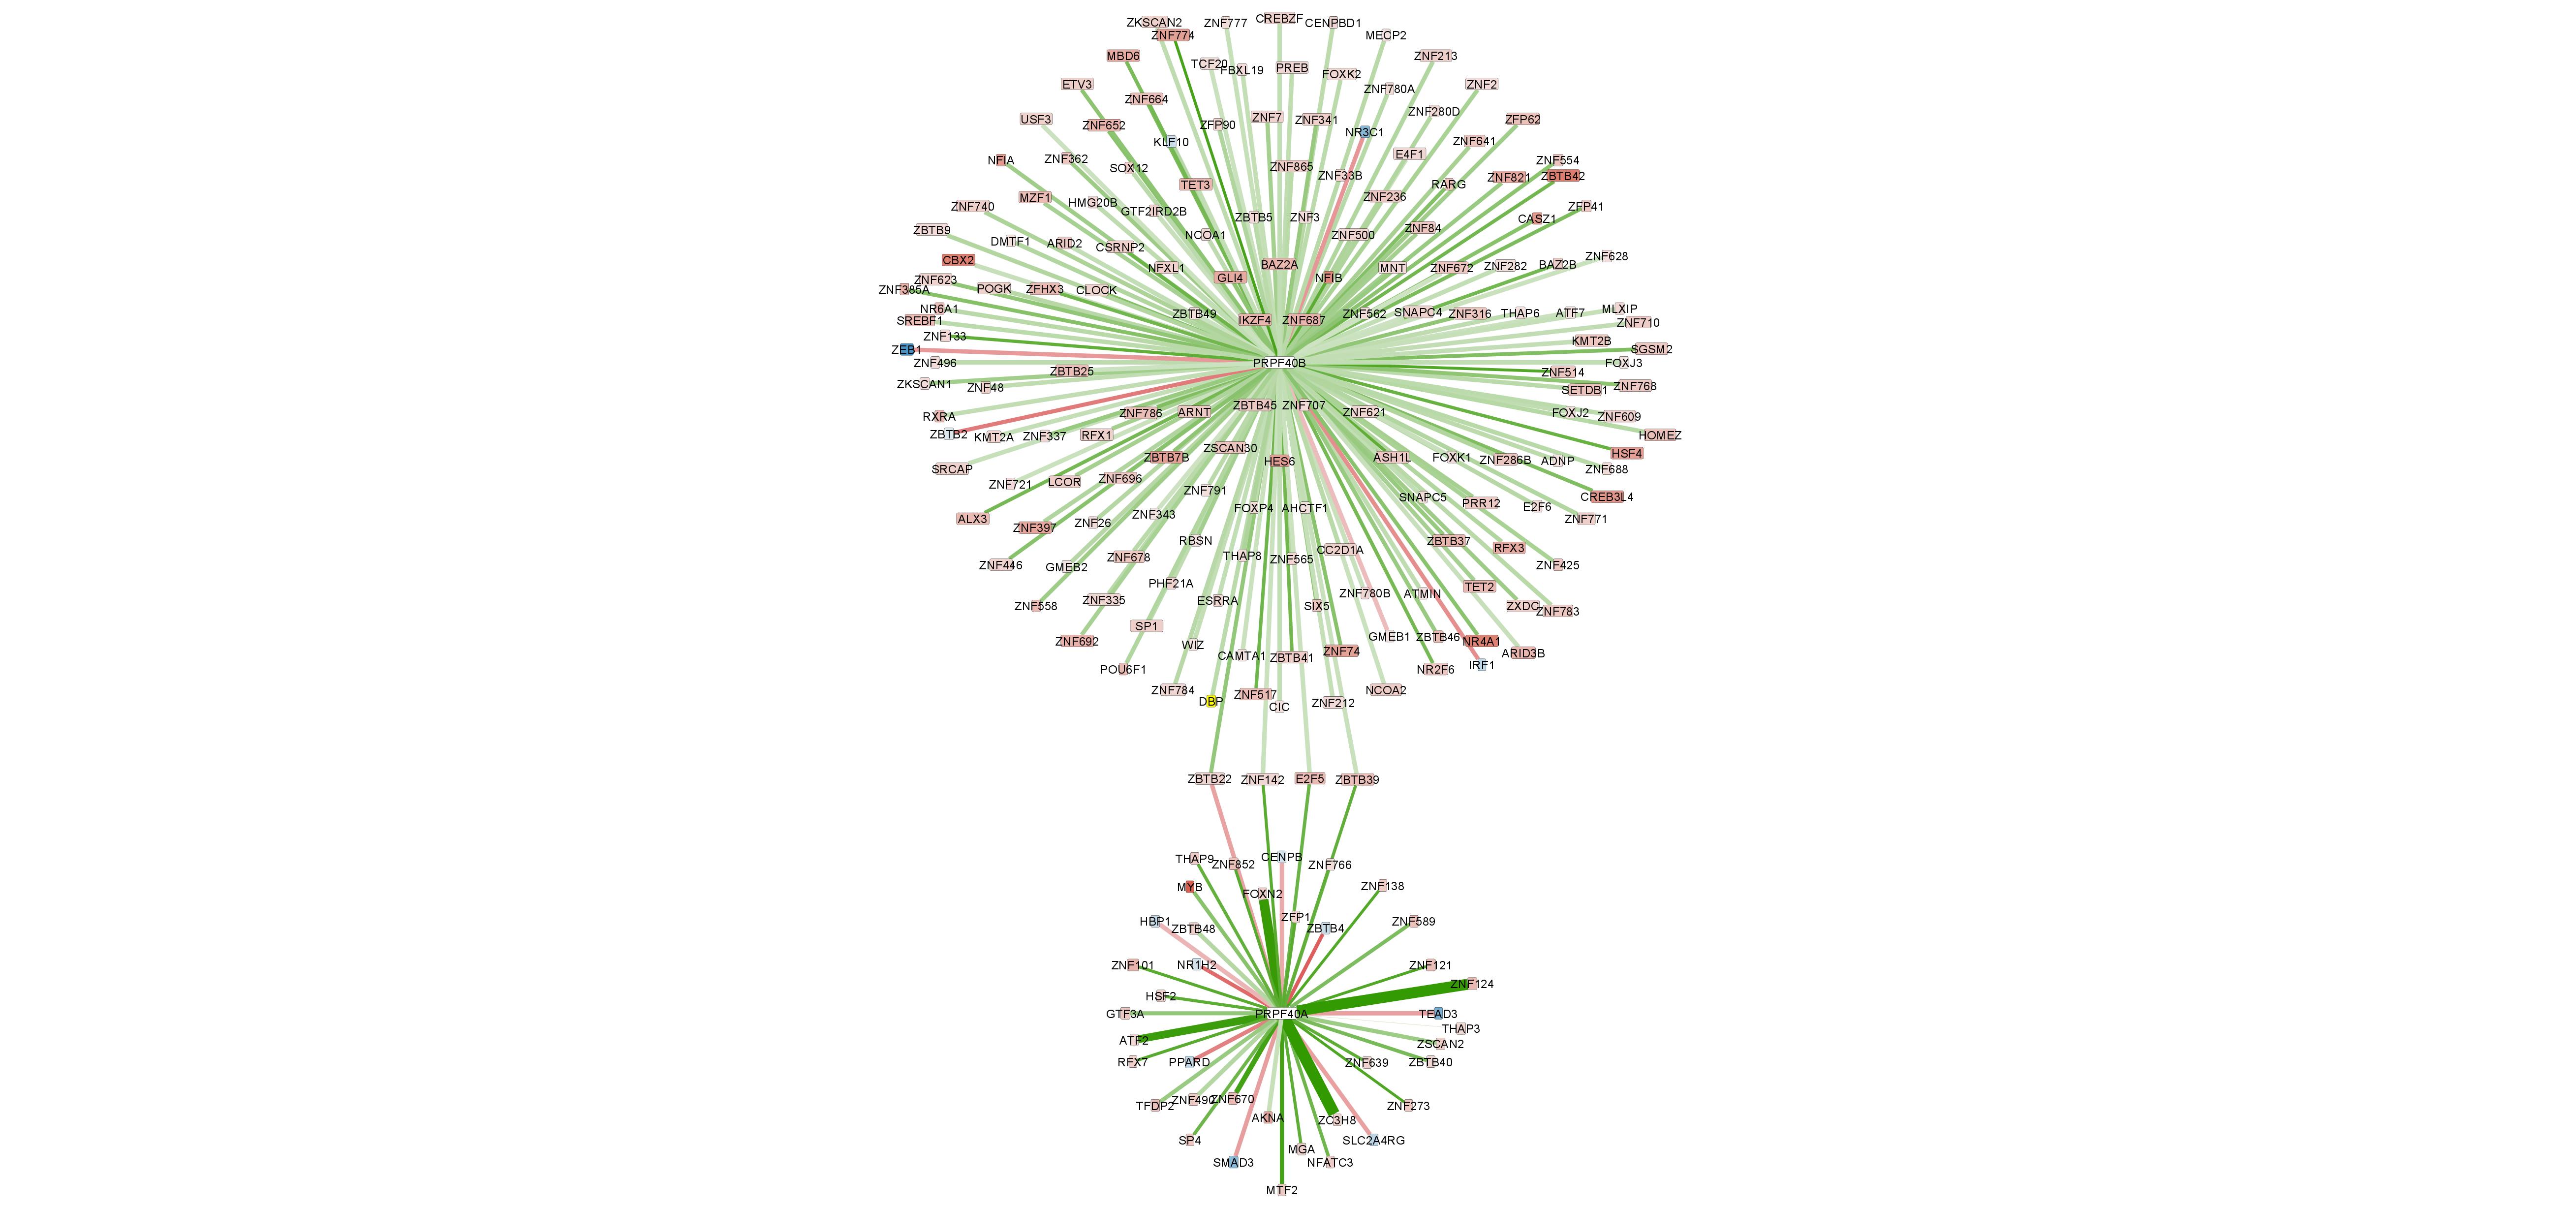 ZKSCAN2
ZNF777
CREBZF
CENPBD1
ZNF774
MECP2
MBD6
ZNF213
TCF20
FBXL19
PREB
FOXK2
ETV3
ZNF780A
ZNF2
ZNF664
ZNF280D
USF3
ZNF652
ZFP90
ZNF7
ZNF341
NR3C1
ZFP62
KLF10
ZNF641
NFIA
ZNF362
SOX12
ZNF865
ZNF33B
E4F1
ZNF554
TET3
ZNF236
RARG
ZNF821
ZBTB42
MZF1
HMG20B
GTF2IRD2B
ZBTB5
ZNF3
ZNF740
CASZ1
ZFP41
ZBTB9
DMTF1
ARID2
CSRNP2
NCOA1
ZNF500
ZNF84
CBX2
NFXL1
GLI4
BAZ2A
NFIB
MNT
ZNF672
ZNF282
BAZ2B
ZNF628
ZNF623
ZNF385A
POGK
ZFHX3
CLOCK
NR6A1
SREBF1
ZBTB49
IKZF4
ZNF687
ZNF562
SNAPC4
ZNF316
THAP6
ATF7
MLXIP
ZNF710
ZNF133
ZEB1
KMT2B
SGSM2
ZNF496
PRPF40B
FOXJ3
ZBTB25
ZNF514
ZKSCAN1
ZNF48
SETDB1
ZNF768
RXRA
ZNF786
ARNT
ZBTB45
ZNF707
ZNF621
FOXJ2
ZNF609
ZBTB2
KMT2A
ZNF337
RFX1
HOMEZ
ZSCAN30
HSF4
SRCAP
ZBTB7B
HES6
ASH1L
FOXK1
ZNF286B
ADNP
ZNF688
ZNF721
LCOR
ZNF696
ZNF791
SNAPC5
PRR12
CREB3L4
E2F6
ALX3
ZNF397
ZNF26
ZNF343
FOXP4
AHCTF1
ZNF771
RBSN
ZBTB37
RFX3
ZNF446
GMEB2
ZNF678
THAP8
ZNF565
CC2D1A
ZNF425
PHF21A
TET2
ZNF558
ZNF335
ESRRA
SIX5
ZNF780B
ATMIN
ZXDC
ZNF783
SP1
ZNF692
WIZ
GMEB1
ZBTB46
NR4A1
CAMTA1
ZBTB41
ZNF74
ARID3B
POU6F1
NR2F6
IRF1
ZNF784
DBP
ZNF517
CIC
ZNF212
NCOA2
ZBTB22
ZNF142
E2F5
ZBTB39
THAP9
ZNF852
CENPB
ZNF766
MYB
FOXN2
ZNF138
HBP1
ZBTB48
ZFP1
ZBTB4
ZNF589
ZNF101
NR1H2
ZNF121
ZNF124
HSF2
GTF3A
PRPF40A
TEAD3
THAP3
ATF2
ZSCAN2
RFX7
PPARD
ZNF639
ZBTB40
TFDP2
ZNF490
ZNF670
ZNF273
AKNA
ZC3H8
SP4
SLC2A4RG
MGA
SMAD3
NFATC3
MTF2